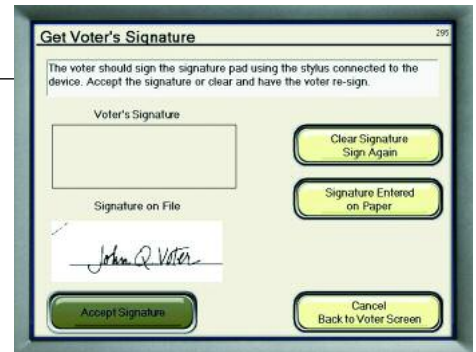 Get Voter's Signature
295
The voter should sign the signature pad using the stylus connected to the
device. Accept the signature or clear and have the voter re-sign.
Voter's Signature
Clear Signature
Sign Again
Signature Entered
on Paper
Signature on File
John Q. Voter
Accept Signature
Cancel
Back to Voter Screen